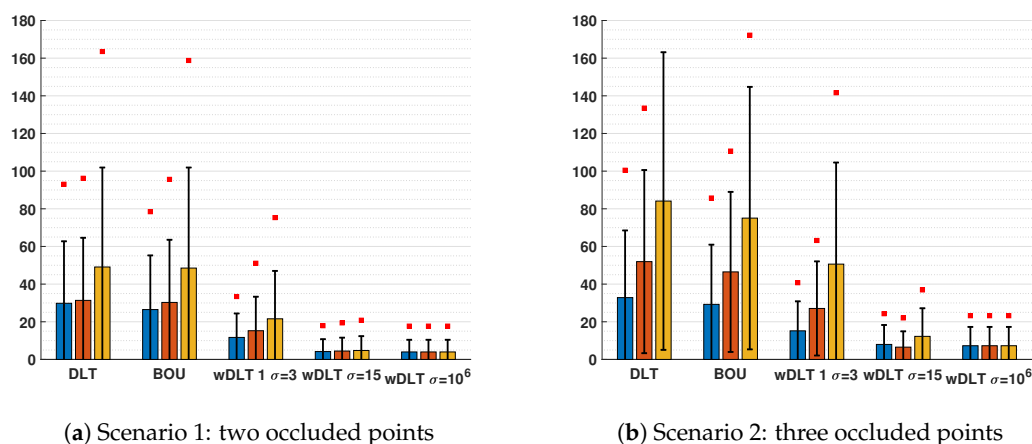 180
160
140
120
100
80
60
40
20
0
DLT
BOU
wDLT 1 σ=3
wDLT σ=15
wDLT σ=10⁶
(a) Scenario 1: two occluded points
180
160
140
120
100
80
60
40
20
0
DLT
BOU
wDLT 1 σ=3
wDLT σ=15
wDLT σ=10⁶
(b) Scenario 2: three occluded points